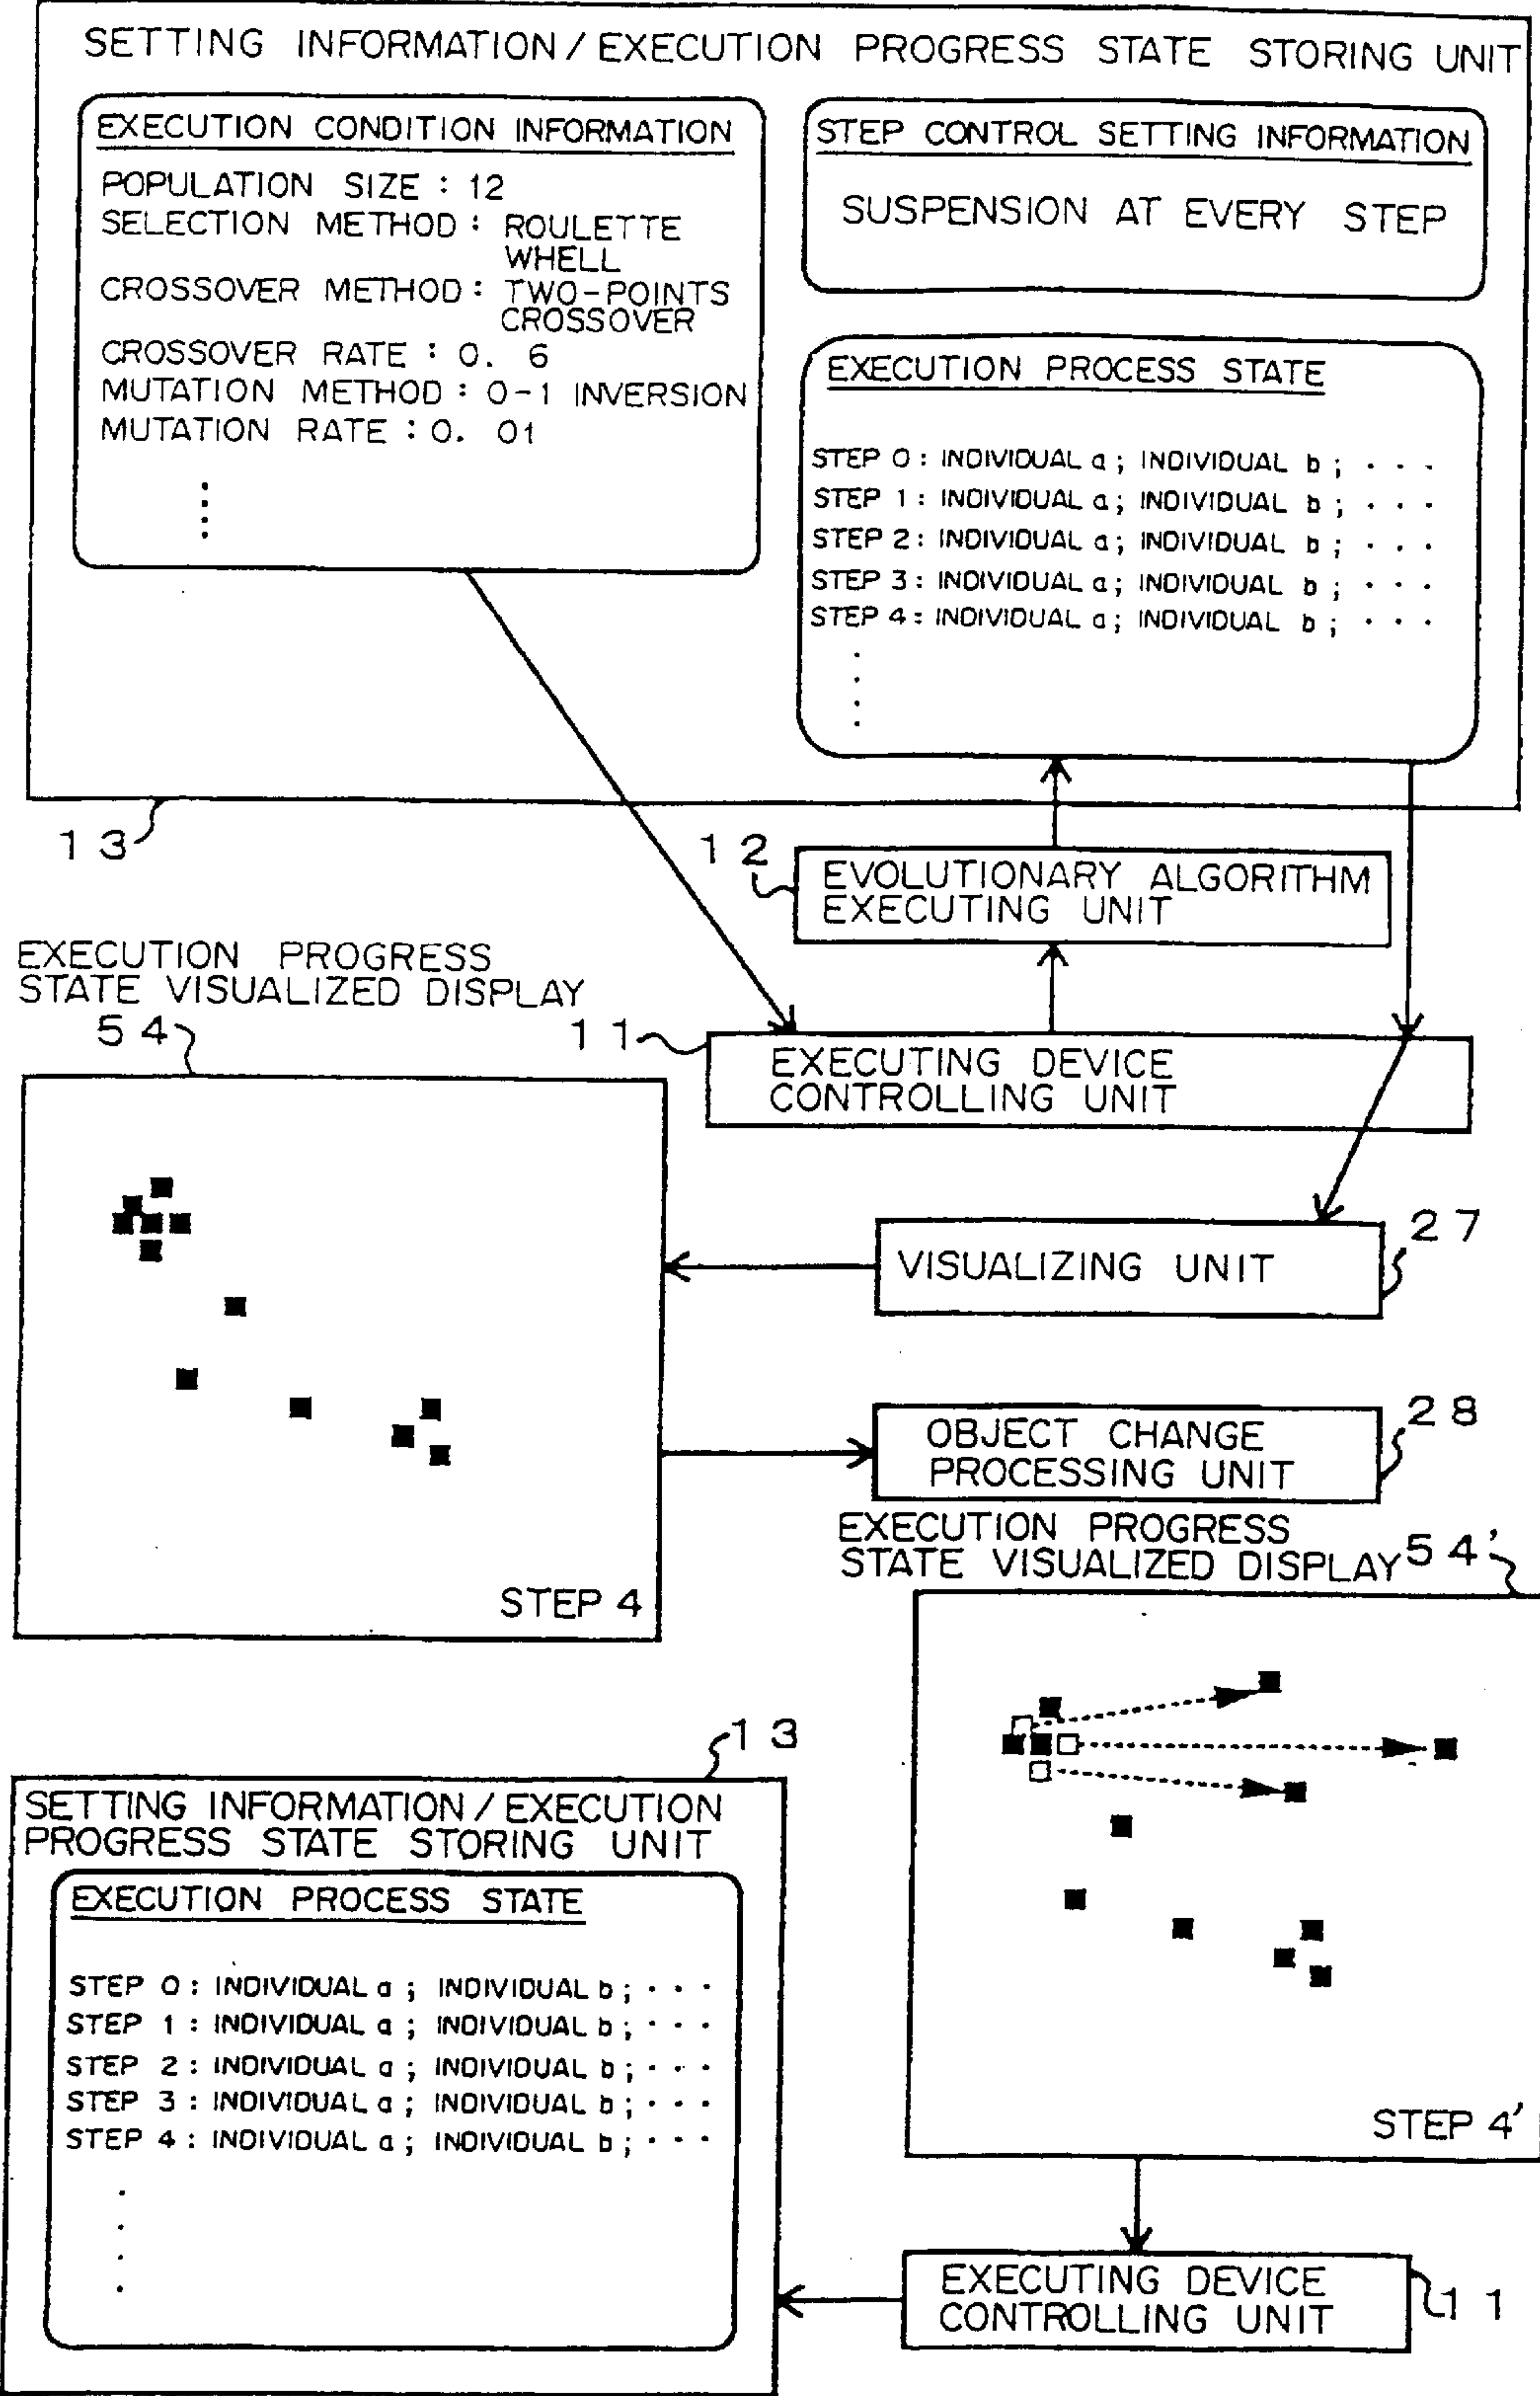 SETTING INFORMATION/EXECUTION PROGRESS STATE STORING UNIT
EXECUTION CONDITION INFORMATION
POPULATION SIZE : 12
SELECTION METHOD : ROULETTE
WHELL
CROSSOVER METHOD : TWO-POINTS
CROSSOVER
CROSSOVER RATE : 0. 6
MUTATION METHOD : 0-1 INVERSION
MUTATION RATE : 0. 01
STEP CONTROL SETTING INFORMATION
SUSPENSION AT EVERY STEP
EXECUTION PROCESS STATE
STEP 0 : INDIVIDUAL a ; INDIVIDUAL b ; · · ·
STEP 1 : INDIVIDUAL a ; INDIVIDUAL b ; · · ·
STEP 2 : INDIVIDUAL a ; INDIVIDUAL b ; · · ·
STEP 3 : INDIVIDUAL a ; INDIVIDUAL b ; · · ·
STEP 4 : INDIVIDUAL a ; INDIVIDUAL b ; · · ·
13
12
EVOLUTIONARY ALGORITHM
EXECUTING UNIT
EXECUTION PROGRESS
STATE VISUALIZED DISPLAY
54
11
EXECUTING DEVICE
CONTROLLING UNIT
27
VISUALIZING UNIT
28
OBJECT CHANGE
PROCESSING UNIT
STEP 4
EXECUTION PROGRESS
STATE VISUALIZED DISPLAY
54'
STEP 4'
13
SETTING INFORMATION/EXECUTION
PROGRESS STATE STORING UNIT
EXECUTION PROCESS STATE
STEP 0 : INDIVIDUAL a ; INDIVIDUAL b ; · · ·
STEP 1 : INDIVIDUAL a ; INDIVIDUAL b ; · · ·
STEP 2 : INDIVIDUAL a ; INDIVIDUAL b ; · · ·
STEP 3 : INDIVIDUAL a ; INDIVIDUAL b ; · · ·
STEP 4 : INDIVIDUAL a ; INDIVIDUAL b ; · · ·
EXECUTING DEVICE
CONTROLLING UNIT
11